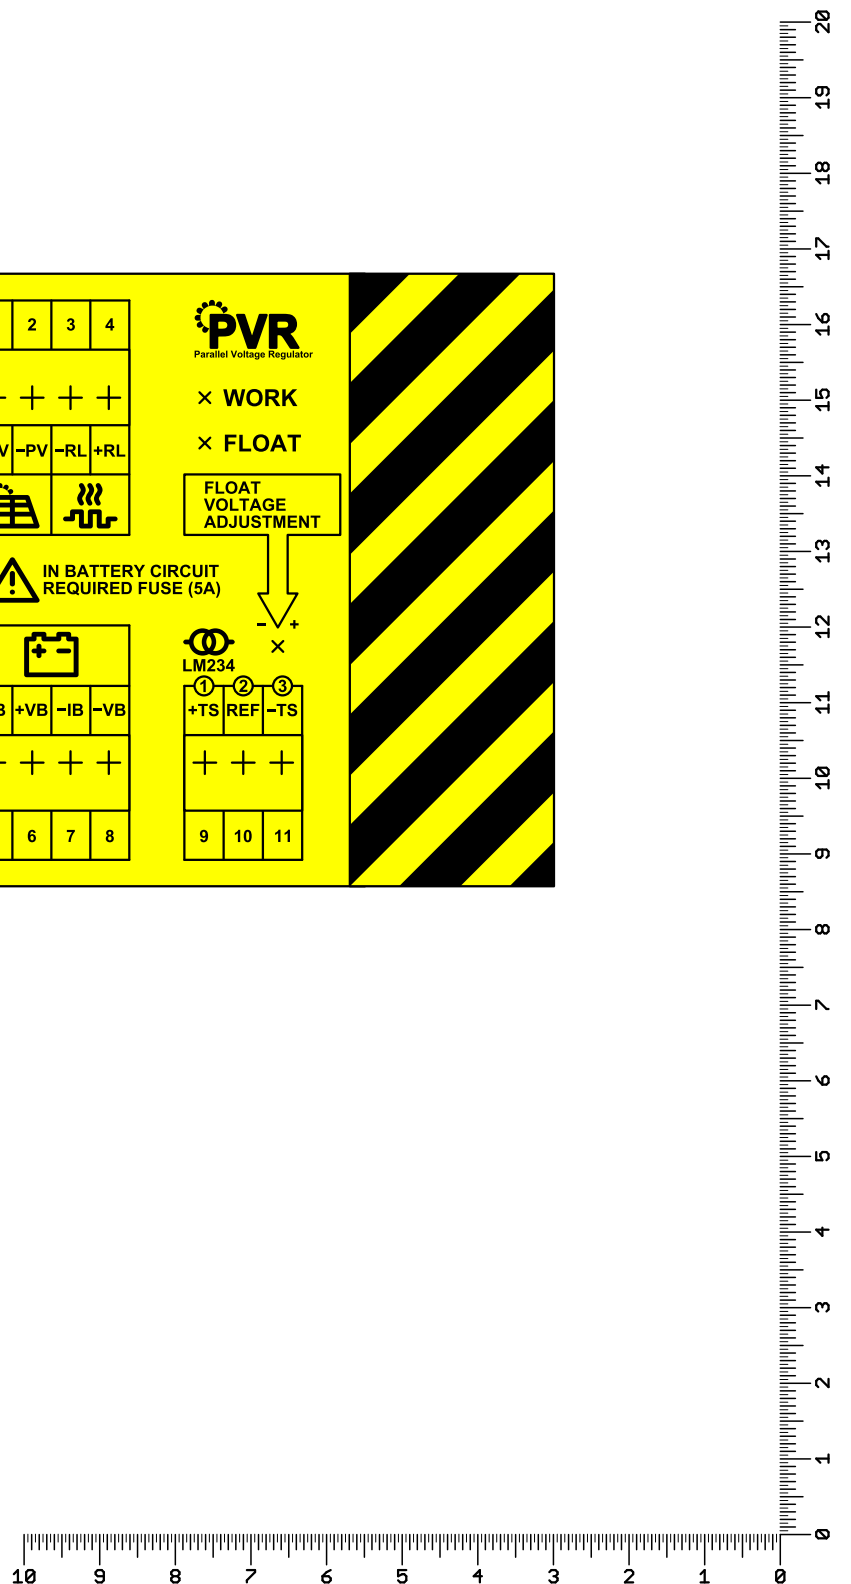 2 3 4
PVR
Parallel Voltage Regulator
× WORK
× FLOAT
V -PV -RL +RL
FLOAT
VOLTAGE
ADJUSTMENT
IN BATTERY CIRCUIT
REQUIRED FUSE (5A)
- +
×
+ -
LM234
1 2 3
B +VB -IB -VB
+TS REF -TS
6 7 8
9 10 11
20
19
18
17
16
15
14
13
12
11
10
9
8
7
6
5
4
3
2
1
0
10 9 8 7 6 5 4 3 2 1 0